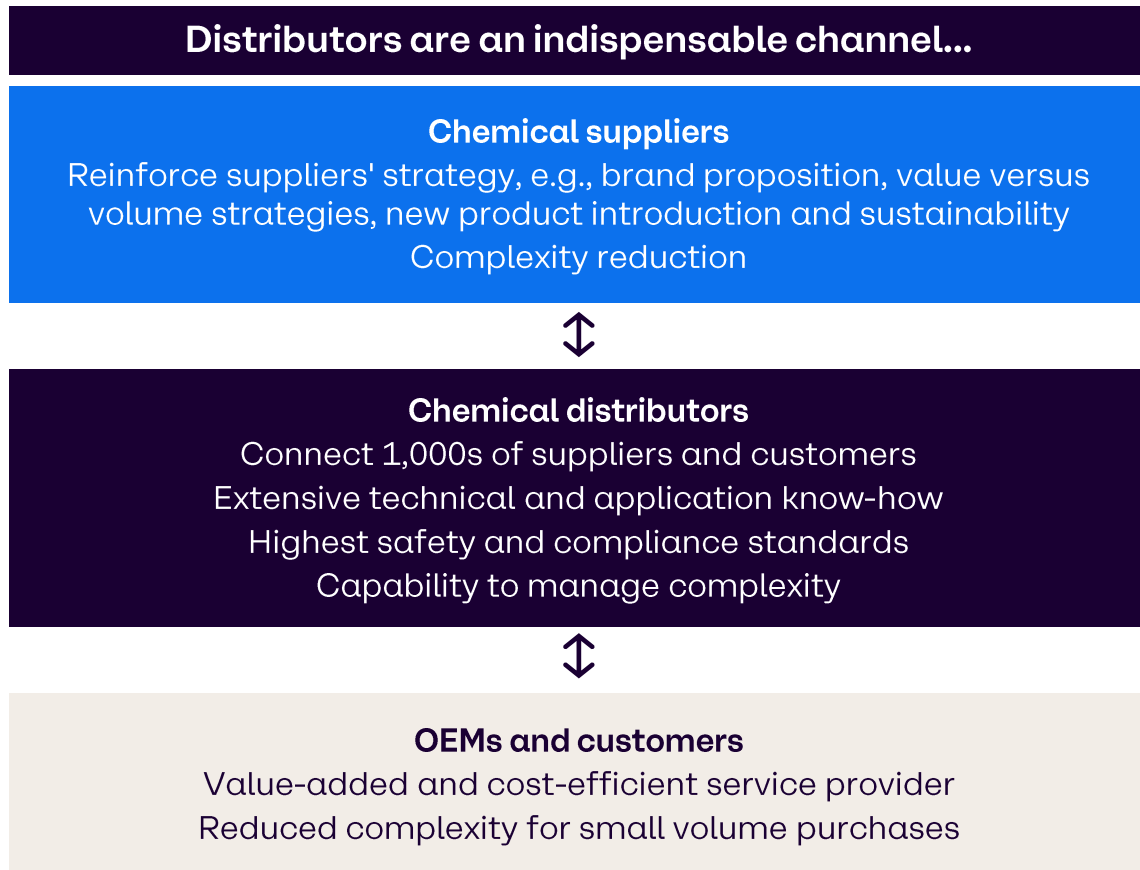 Distributors are an indispensable channel...
Chemical suppliers
Reinforce suppliers' strategy, e.g., brand proposition, value versus
volume strategies, new product introduction and sustainability
Complexity reduction
Chemical distributors
Connect 1,000s of suppliers and customers
Extensive technical and application know-how
Highest safety and compliance standards
Capability to manage complexity
OEMs and customers
Value-added and cost-efficient service provider
Reduced complexity for small volume purchases